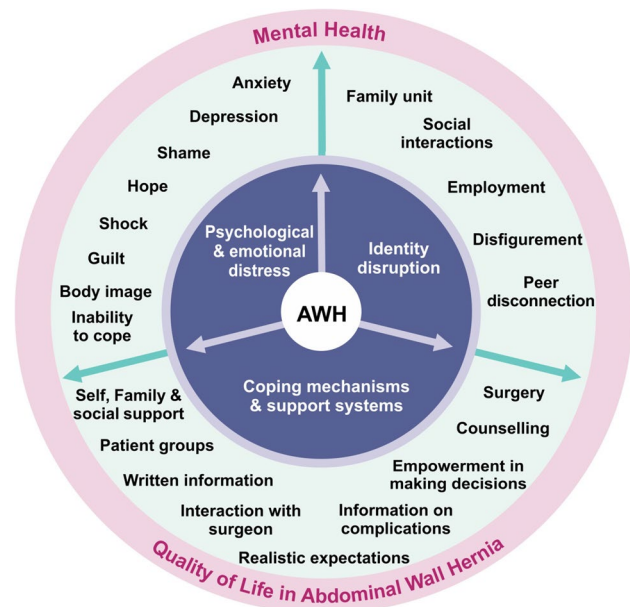 Mental Health
Anxiety
Depression
Shame
Hope
Shock
Guilt
Body image
Inability
to cope
Family unit
Social
interactions
Employment
Disfigurement
Peer
disconnection
Psychological
& emotional
distress
Identity
disruption
AWH
Coping mechanisms
& support systems
Self, Family &
social support
Patient groups
Written information
Interaction with
surgeon
Realistic expectations
Surgery
Counselling
Empowerment in
making decisions
Information on
complications
Quality of Life in Abdominal Wall Hernia